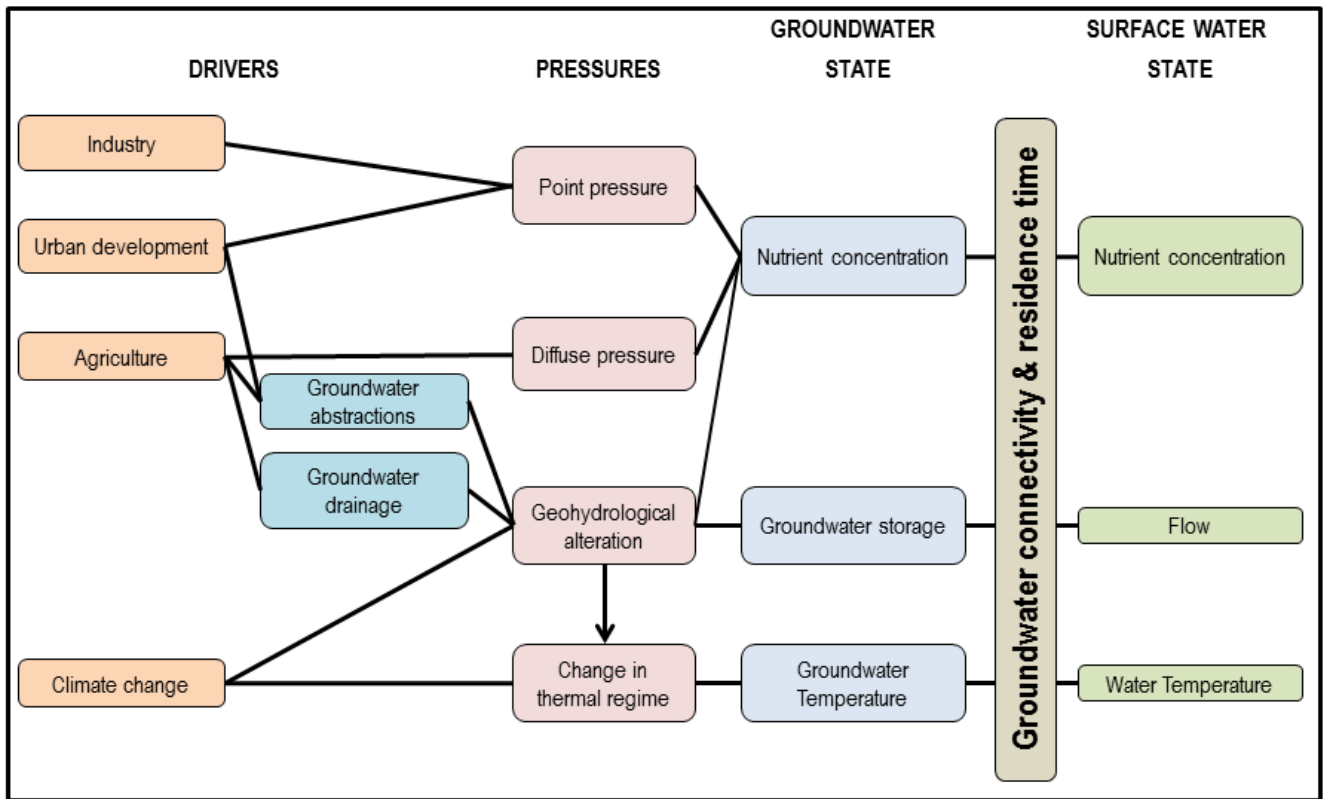 DRIVERS
PRESSURES
GROUNDWATER
STATE
SURFACE WATER
STATE
Industry
Urban development
Agriculture
Groundwater
abstractions
Groundwater
drainage
Climate change
Point pressure
Diffuse pressure
Geohydrological
alteration
Change in
thermal regime
Nutrient concentration
Groundwater storage
Groundwater
Temperature
Groundwater connectivity & residence time
Nutrient concentration
Flow
Water Temperature